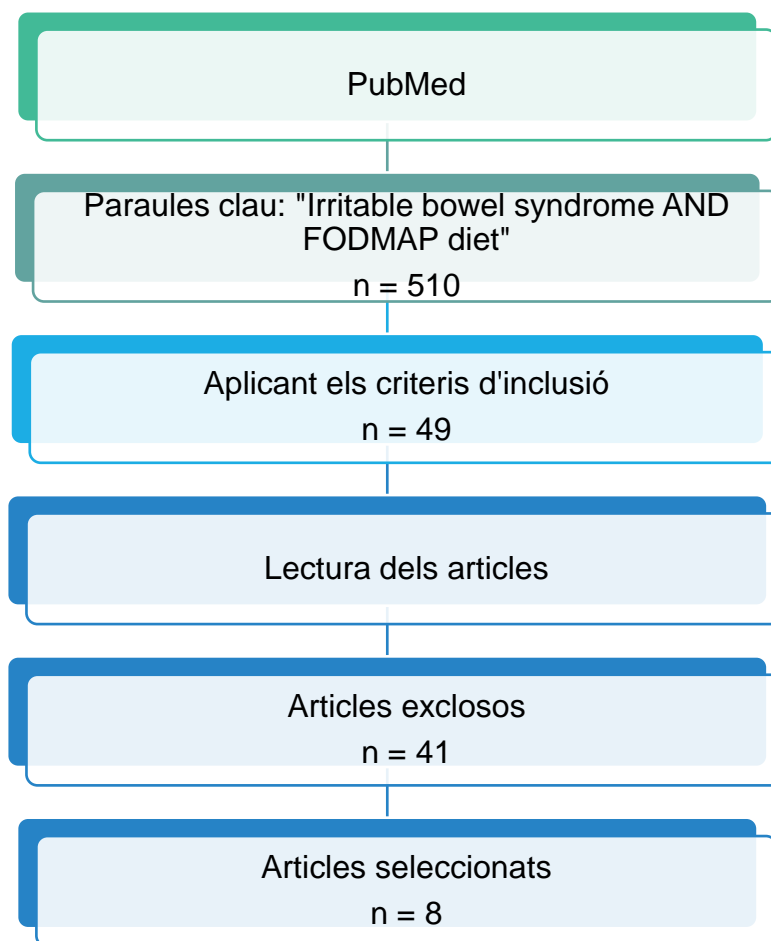 PubMed
Paraules clau: "Irritable bowel syndrome AND
FODMAP diet"
n = 510
Aplicant els criteris d'inclusió
n = 49
Lectura dels articles
Articles exclosos
n = 41
Articles seleccionats
n = 8